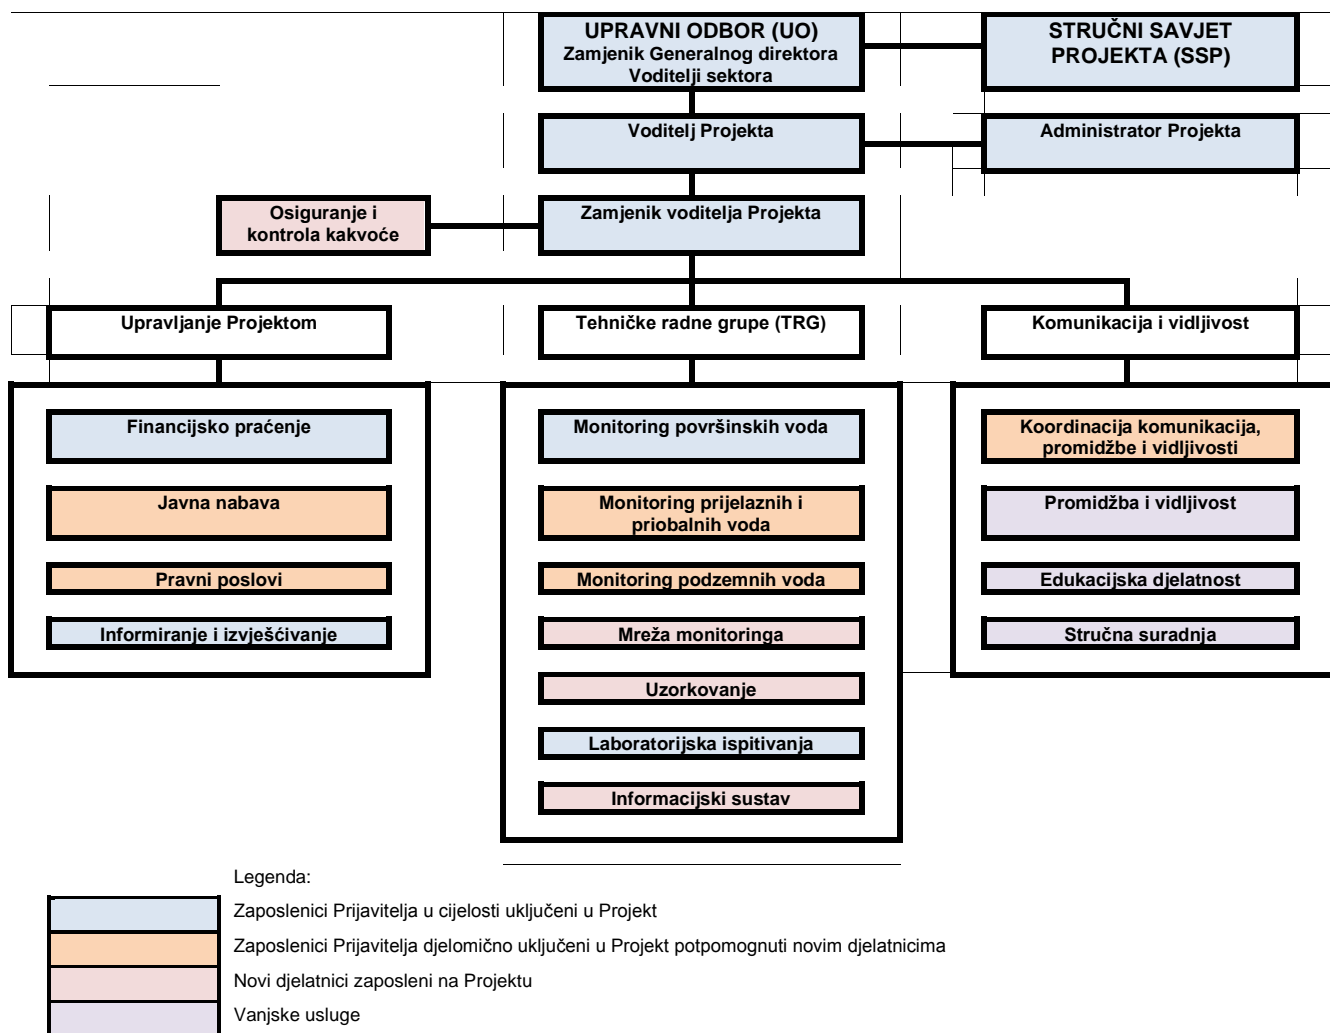 UPRAVNI ODBOR (UO)
Zamjenik Generalnog direktora
Voditelji sektora
STRUČNI SAVJET
PROJEKTA (SSP)
Voditelj Projekta
Administrator Projekta
Osiguranje i
kontrola kakvoće
Zamjenik voditelja Projekta
Upravljanje Projektom
Tehničke radne grupe (TRG)
Komunikacija i vidljivost
Financijsko praćenje
Javna nabava
Pravni poslovi
Informiranje i izvješćivanje
Monitoring površinskih voda
Monitoring prijelaznih i
priobalnih voda
Monitoring podzemnih voda
Mreža monitoringa
Uzorkovanje
Laboratorijska ispitivanja
Informacijski sustav
Koordinacija komunikacija,
promidžbe i vidljivosti
Promidžba i vidljivost
Edukacijska djelatnost
Stručna suradnja
Legenda:
Zaposlenici Prijavitelja u cijelosti uključeni u Projekt
Zaposlenici Prijavitelja djelomično uključeni u Projekt potpomognuti novim djelatnicima
Novi djelatnici zaposleni na Projektu
Vanjske usluge